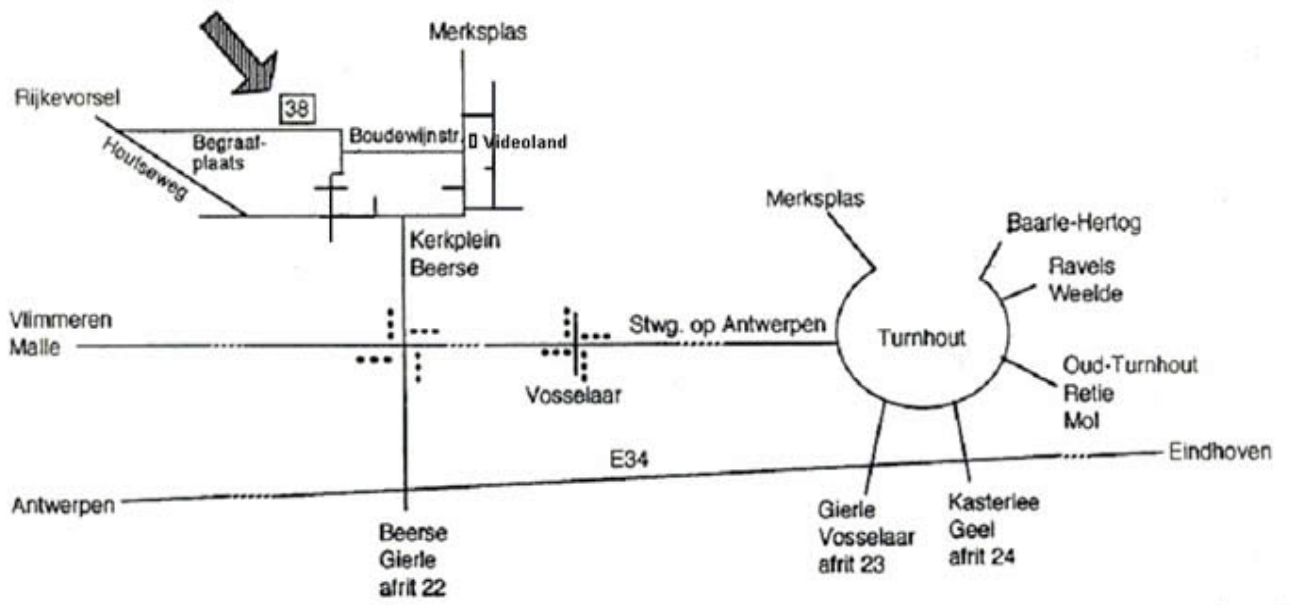 Merksplas
Rijkevorsel
38
Begraaf-
plaats
Boudewijnstr.
Videoland
Houtseweg
Kerkplein
Beerse
Merksplas
Baarle-Hertog
Ravels
Weelde
Vlimmeren
Malle
Stwg. op Antwerpen
Turnhout
Vosselaar
Oud-Turnhout
Retie
Mol
E34
Eindhoven
Antwerpen
Beerse
Gierle
afrit 22
Gierle
Vosselaar
afrit 23
Kasterlee
Geel
afrit 24